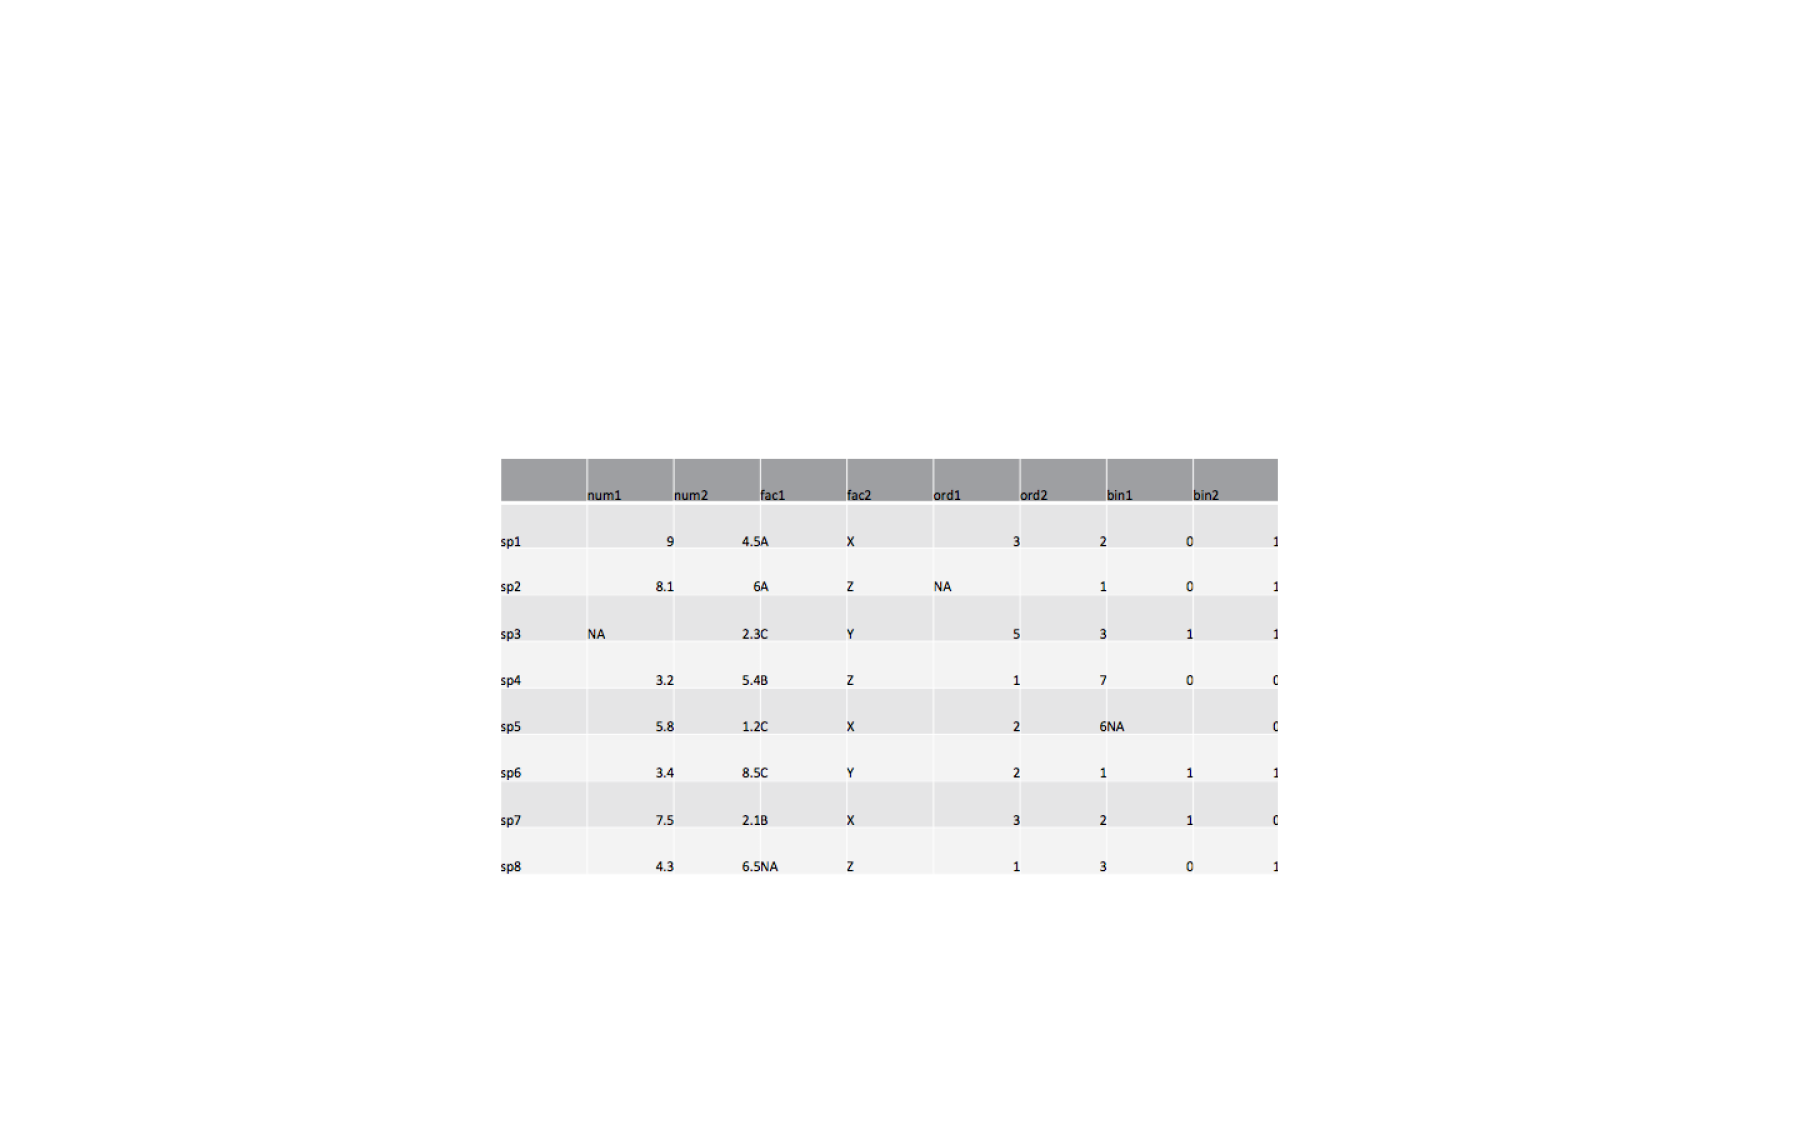 num1 num2 fac1 fac2 ord1 ord2 bin1 bin2
sp1 9 4.5 A X 3 2 0 1
sp2 8.1 6 A Z NA 1 0 1
sp3 NA 2.3 C Y 5 3 1 1
sp4 3.2 5.4 B Z 1 7 0 0
sp5 5.8 1.2 C X 2 6 NA 0
sp6 3.4 8.5 C Y 2 1 1 1
sp7 7.5 2.1 B X 3 2 1 0
sp8 4.3 6.5 NA Z 1 3 0 1